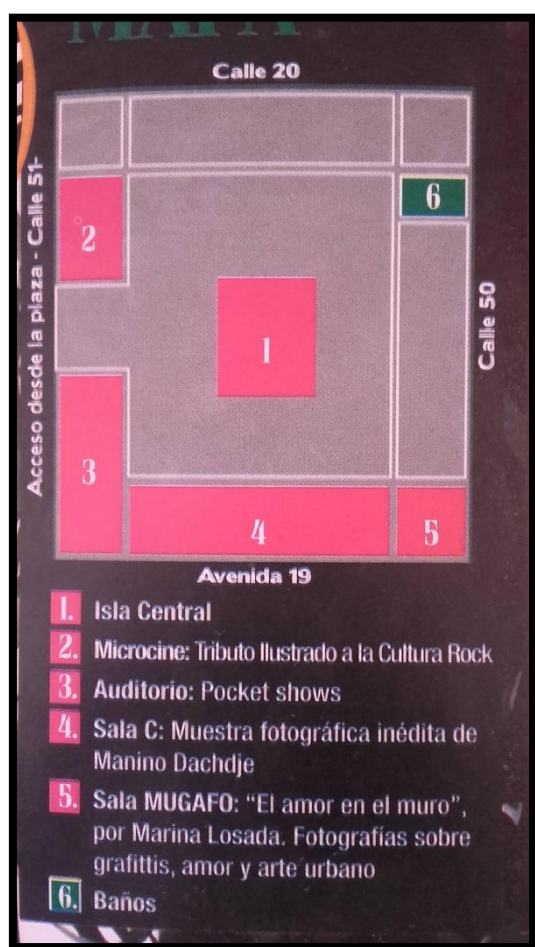 MAPA
Calle 20
Acceso desde la plaza - Calle 51-
2
6
1
Calle 50
3
4
5
Avenida 19
1. Isla Central
2. Microcine: Tributo Ilustrado a la Cultura Rock
3. Auditorio: Pocket shows
4. Sala C: Muestra fotográfica inédita de
Manino Dachdje
5. Sala MUGAFO: “El amor en el muro”,
por Marina Losada. Fotografías sobre
grafittis, amor y arte urbano
6. Baños